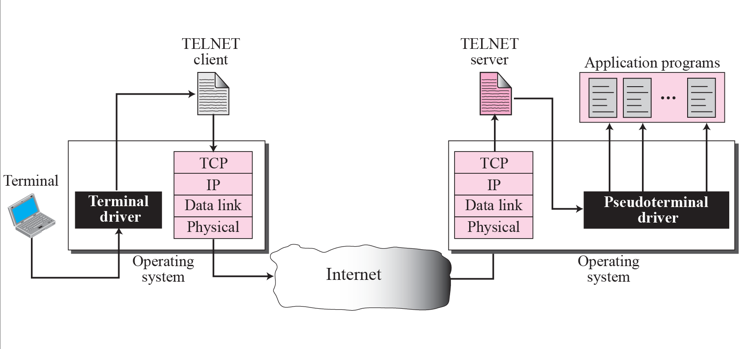 TELNET
client
TELNET
server
Application programs
...
Terminal
Terminal
driver
TCP
IP
Data link
Physical
Operating
system
Internet
TCP
IP
Data link
Physical
Pseudoterminal
driver
Operating
system